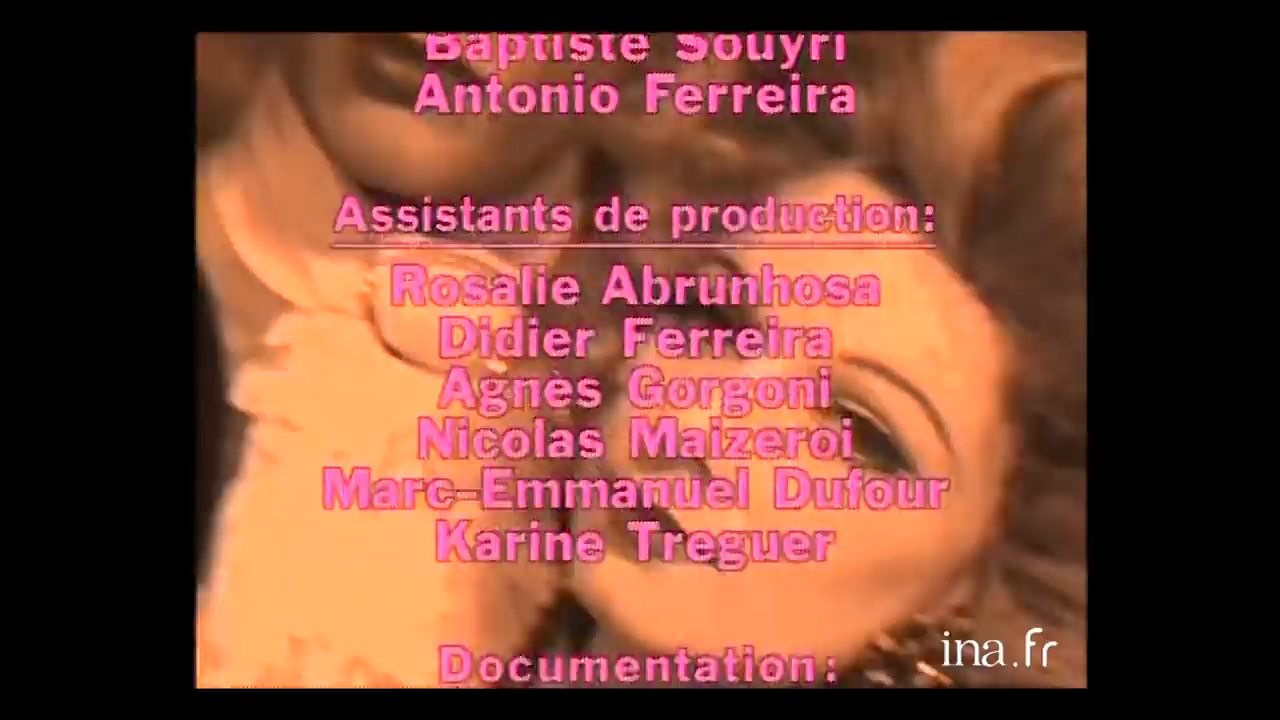 Baptiste Souyri
Antonio Ferreira
Assistants de production:
Rosalie Abrunhosa
Didier Ferreira
Agnès Gorgoni
Nicolas Maizeroi
Marc-Emmanuel Dufour
Karine Treguer
Documentation:
ina.fr